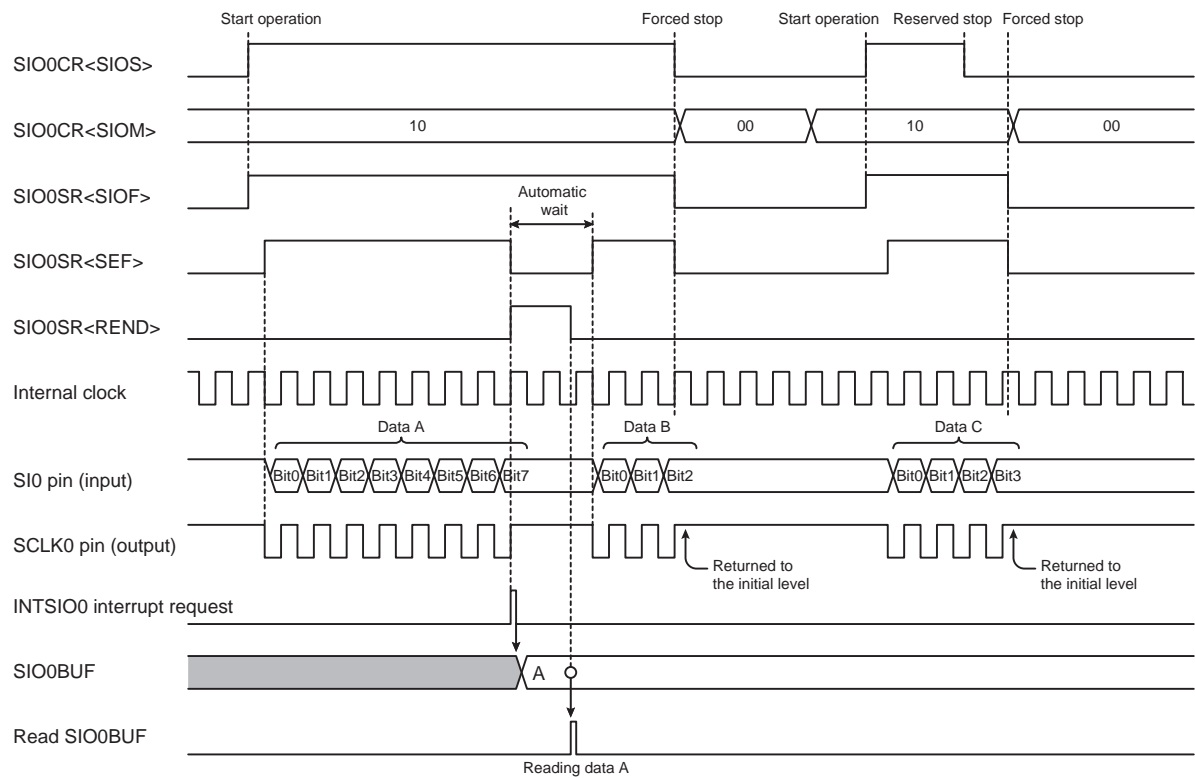 Start operation
Forced stop
Start operation
Reserved stop
Forced stop
SIO0CR<SIOS>
SIO0CR<SIOM>
10
00
10
00
SIO0SR<SIOF>
Automatic
wait
SIO0SR<SEF>
SIO0SR<REND>
Internal clock
Data A
Data B
Data C
SI0 pin (input)
Bit0 Bit1 Bit2 Bit3 Bit4 Bit5 Bit6 Bit7
Bit0 Bit1 Bit2
Bit0 Bit1 Bit2 Bit3
SCLK0 pin (output)
Returned to
the initial level
Returned to
the initial level
INTSIO0 interrupt request
SIO0BUF
A
Read SIO0BUF
Reading data A